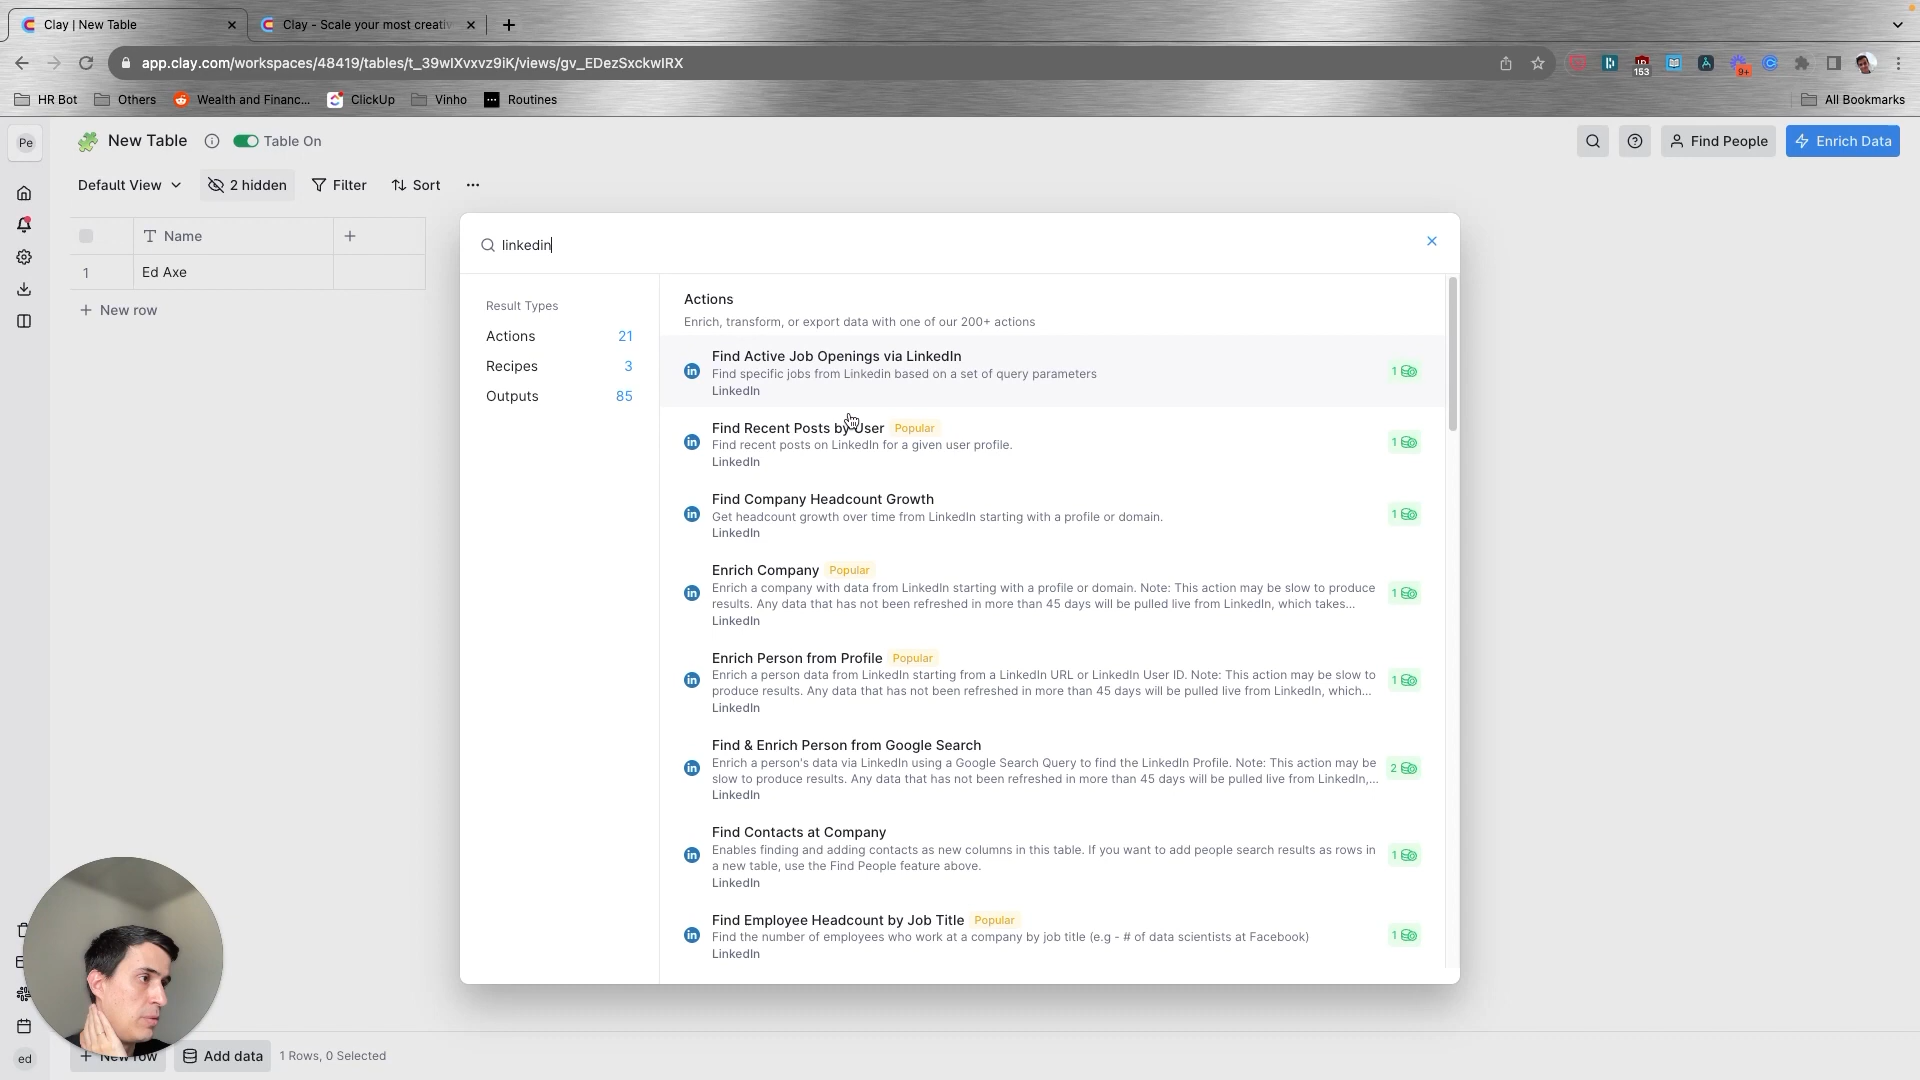 Clay | New Table
Clay - Scale your most creati
app.clay.com/workspaces/48419/tables/t_39wIXvxvz9iK/views/gv_EDezSxckwIRX
153
9+
HR Bot
Others
Wealth and Financ...
ClickUp
Vinho
Routines
All Bookmarks
Pe
New Table
Table On
Find People
Enrich Data
Default View
2 hidden
Filter
Sort
Name
1
Ed Axe
New row
linkedin
Result Types
Actions 21
Recipes 3
Outputs 85
Actions
Enrich, transform, or export data with one of our 200+ actions
Find Active Job Openings via LinkedIn
Find specific jobs from Linkedin based on a set of query parameters
LinkedIn
1
Find Recent Posts by User Popular
Find recent posts on LinkedIn for a given user profile.
LinkedIn
1
Find Company Headcount Growth
Get headcount growth over time from LinkedIn starting with a profile or domain.
LinkedIn
1
Enrich Company Popular
Enrich a company with data from LinkedIn starting with a profile or domain. Note: This action may be slow to produce
results. Any data that has not been refreshed in more than 45 days will be pulled live from LinkedIn, which takes...
LinkedIn
1
Enrich Person from Profile Popular
Enrich a person data from LinkedIn starting from a LinkedIn URL or LinkedIn User ID. Note: This action may be slow to
produce results. Any data that has not been refreshed in more than 45 days will be pulled live from LinkedIn, which...
LinkedIn
1
Find & Enrich Person from Google Search
Enrich a person's data via LinkedIn using a Google Search Query to find the LinkedIn Profile. Note: This action may be
slow to produce results. Any data that has not been refreshed in more than 45 days will be pulled live from LinkedIn,...
LinkedIn
2
Find Contacts at Company
Enables finding and adding contacts as new columns in this table. If you want to add people search results as rows in
a new table, use the Find People feature above.
LinkedIn
1
Find Employee Headcount by Job Title Popular
Find the number of employees who work at a company by job title (e.g - # of data scientists at Facebook)
LinkedIn
1
ed
New row
Add data
1 Rows, 0 Selected